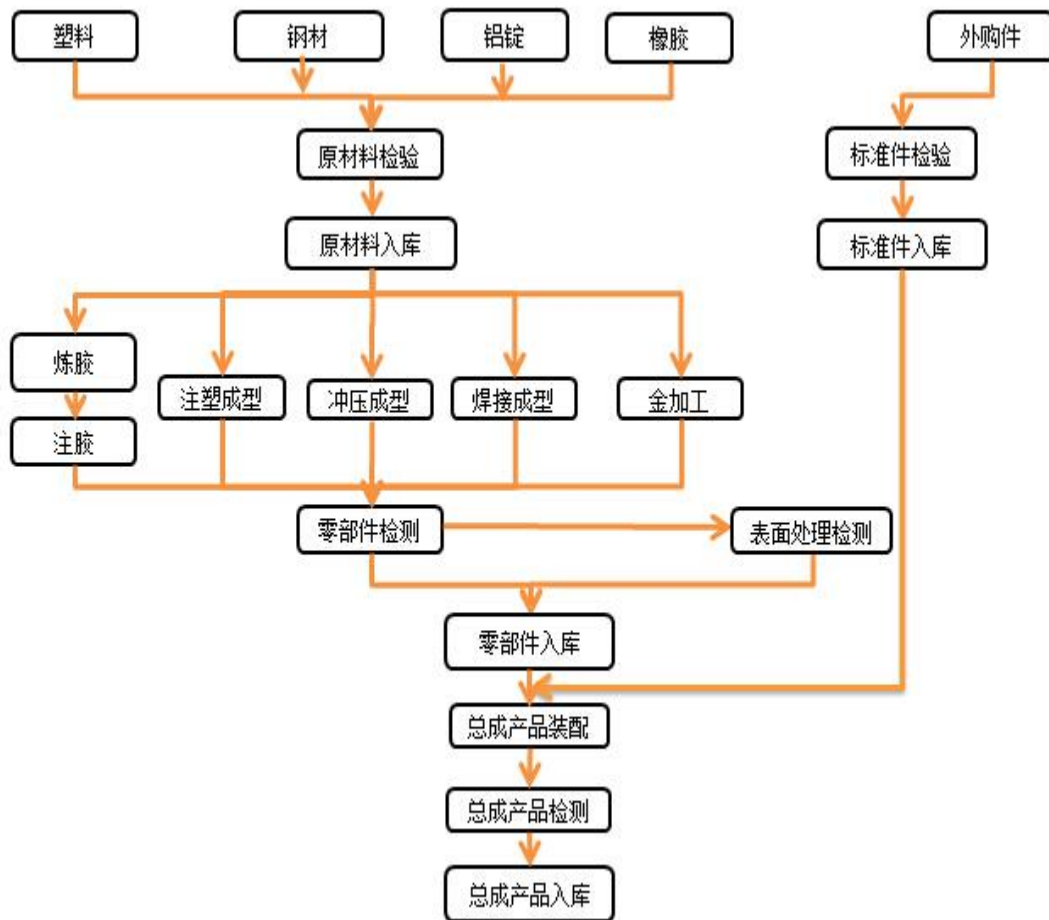 塑料
钢材
铝锭
橡胶
外购件
原材料检验
标准件检验
原材料入库
标准件入库
炼胶
注塑成型
冲压成型
焊接成型
金加工
注胶
零部件检测
表面处理检测
零部件入库
总成产品装配
总成产品检测
总成产品入库